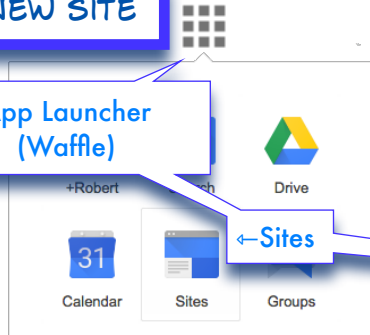 NEW SITE
App Launcher
(Waffle)
+Robert Drive
←Sites
31
Calendar Sites Groups